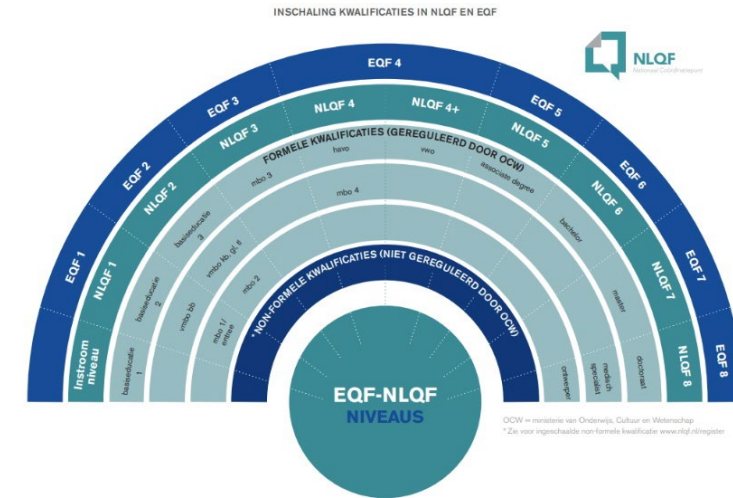 INSCHALING KWALIFICATIES IN NLQF EN EQF
NLQF
Nationaal Coördinatiepunt
EQF 1
EQF 2
EQF 3
EQF 4
EQF 5
EQF 6
EQF 7
EQF 8
Instroom
niveau
NLQF 1
NLQF 2
NLQF 3
NLQF 4
NLQF 4+
NLQF 5
NLQF 6
NLQF 7
NLQF 8
FORMELE KWALIFICATIES (GEREGULEERD DOOR OCW)
basiseducatie
1
basiseducatie
2
basiseducatie
3
mbo 3
havo
vwo
associate degree
bachelor
master
doctoraat
vmbo bb
vmbo kb, gl, tl
mbo 4
medisch
specialist
mbo 1/
entree
mbo 2
ontwerper
*NON-FORMELE KWALIFICATIES (NIET GEREGULEERD DOOR OCW)
EQF-NLQF
NIVEAUS
OCW = ministerie van Onderwijs, Cultuur en Wetenschap
*Zie voor ingeschaalde non-formele kwalificatie www.nlqf.nl/register